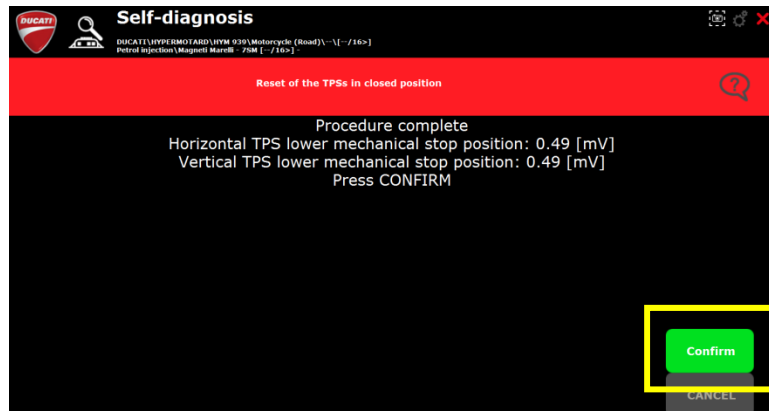 DUCATI
Self-diagnosis
DUCATI\HYPERMOTARD\HYM 939\Motorcycle (Road)\--\[--/16>]
Petrol injection\Magneti Marelli - 7SM [--/16>] -
Reset of the TPSs in closed position
?
Procedure complete
Horizontal TPS lower mechanical stop position: 0.49 [mV]
Vertical TPS lower mechanical stop position: 0.49 [mV]
Press CONFIRM
Confirm
CANCEL